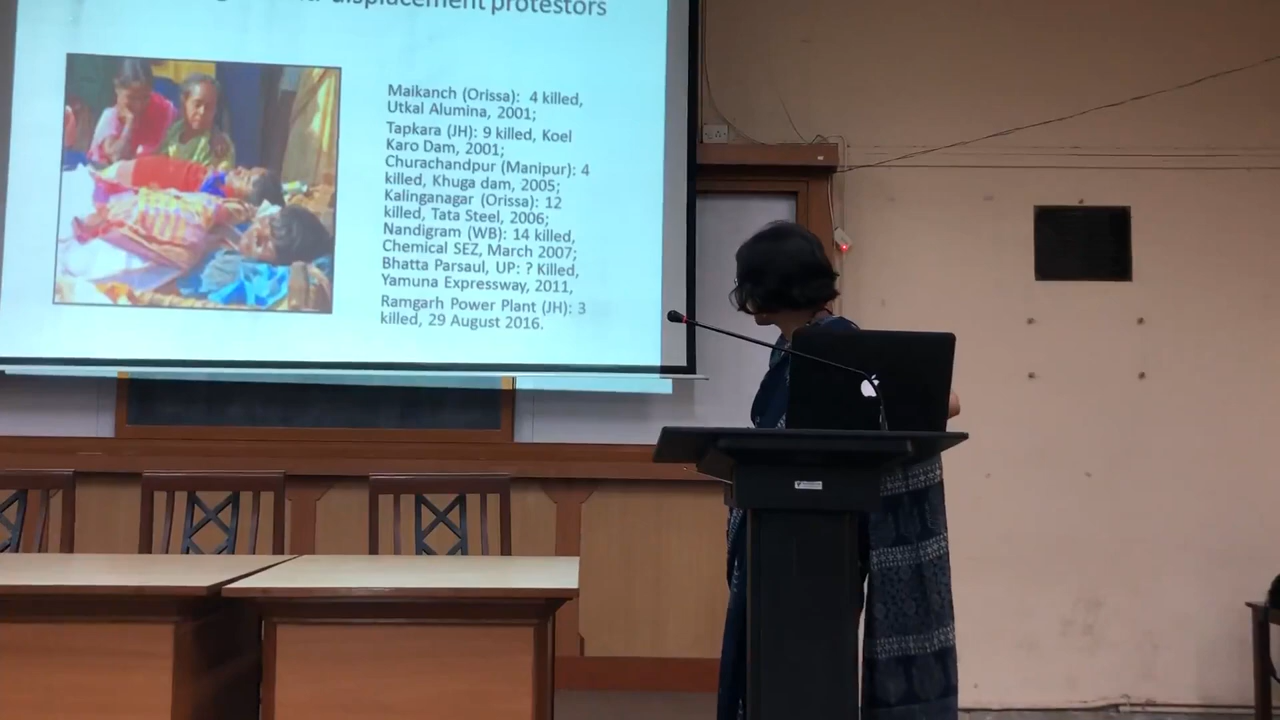 displacement protestors
Maikanch (Orissa): 4 killed,
Utkal Alumina, 2001;
Tapkara (JH): 9 killed, Koel
Karo Dam, 2001;
Churachandpur (Manipur): 4
killed, Khuga dam, 2005;
Kalinganagar (Orissa): 12
killed, Tata Steel, 2006;
Nandigram (WB): 14 killed,
Chemical SEZ, March 2007;
Bhatta Parsaul, UP: ? Killed,
Yamuna Expressway, 2011,
Ramgarh Power Plant (JH): 3
killed, 29 August 2016.